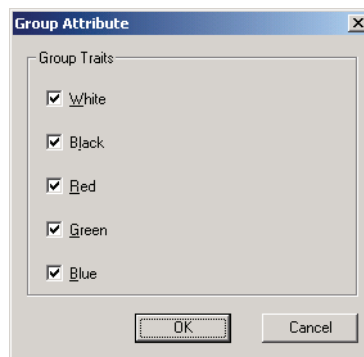 Group Attribute
Group Traits
White
Black
Red
Green
Blue
OK
Cancel